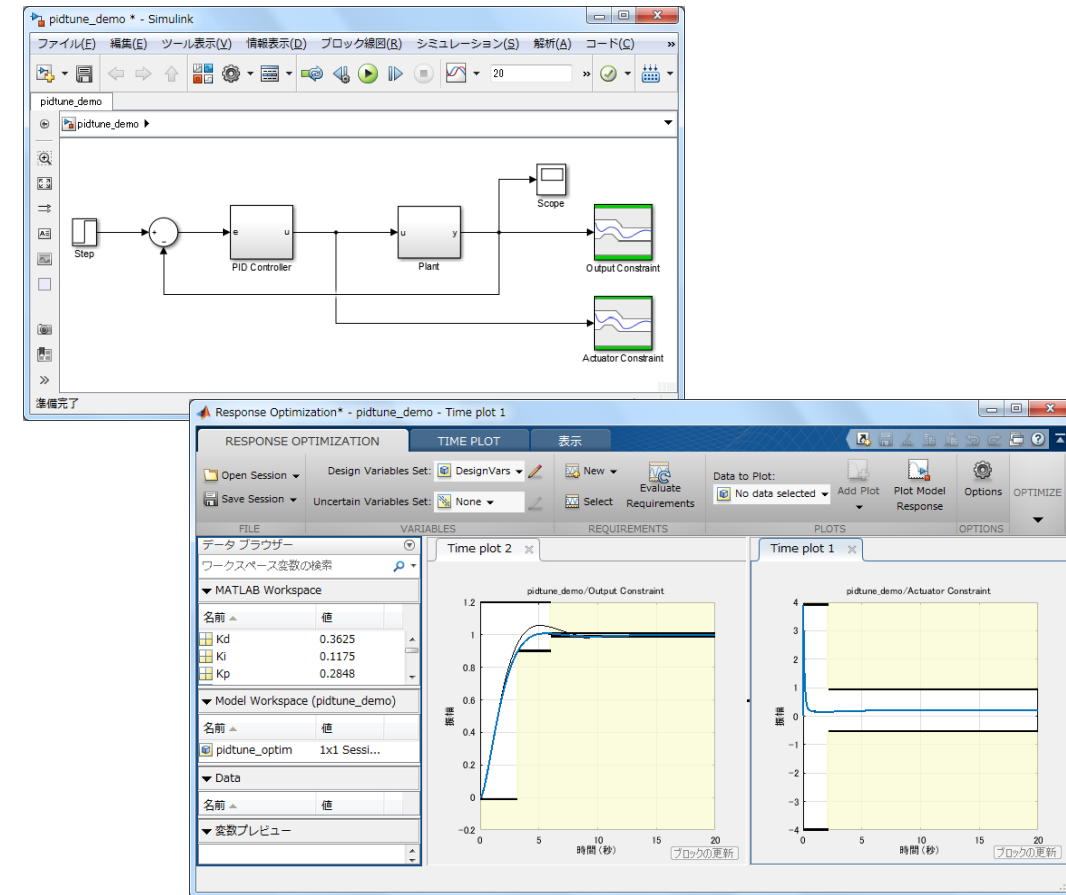 pidtune_demo * - Simulink
ファイル(F) 編集(E) ツール表示(V) 情報表示(D) ブロック線図(R) シミュレーション(S) 解析(A) コード(C) »
20 »
pidtune_demo
pidtune_demo
Scope
Step
+
-
e u
PID Controller
u y
Plant
Output Constraint
Actuator Constraint
»
準備完了
Response Optimization* - pidtune_demo - Time plot 1
RESPONSE OPTIMIZATION TIME PLOT 表示
Open Session
Save Session
FILE
Design Variables Set: DesignVars
Uncertain Variables Set: None
VARIABLES
New
Select
Evaluate
Requirements
REQUIREMENTS
Data to Plot:
No data selected
Add Plot
Plot Model
Response
PLOTS
Options
OPTIONS
OPTIMIZE
データ ブラウザー
ワークスペース変数の検索
MATLAB Workspace
名前 値
Kd 0.3625
Ki 0.1175
Kp 0.2848
Model Workspace (pidtune_demo)
名前 値
pidtune_optim 1x1 Sessi...
Data
名前 値
変数プレビュー
Time plot 2
pidtune_demo/Output Constraint
1.2
1
0.8
0.6
0.4
0.2
0
-0.2
振幅
0 5 10 15 20
時間 (秒)
ブロックの更新
Time plot 1
pidtune_demo/Actuator Constraint
4
3
2
1
0
-1
-2
-3
-4
振幅
0 5 10 15 20
時間 (秒)
ブロックの更新